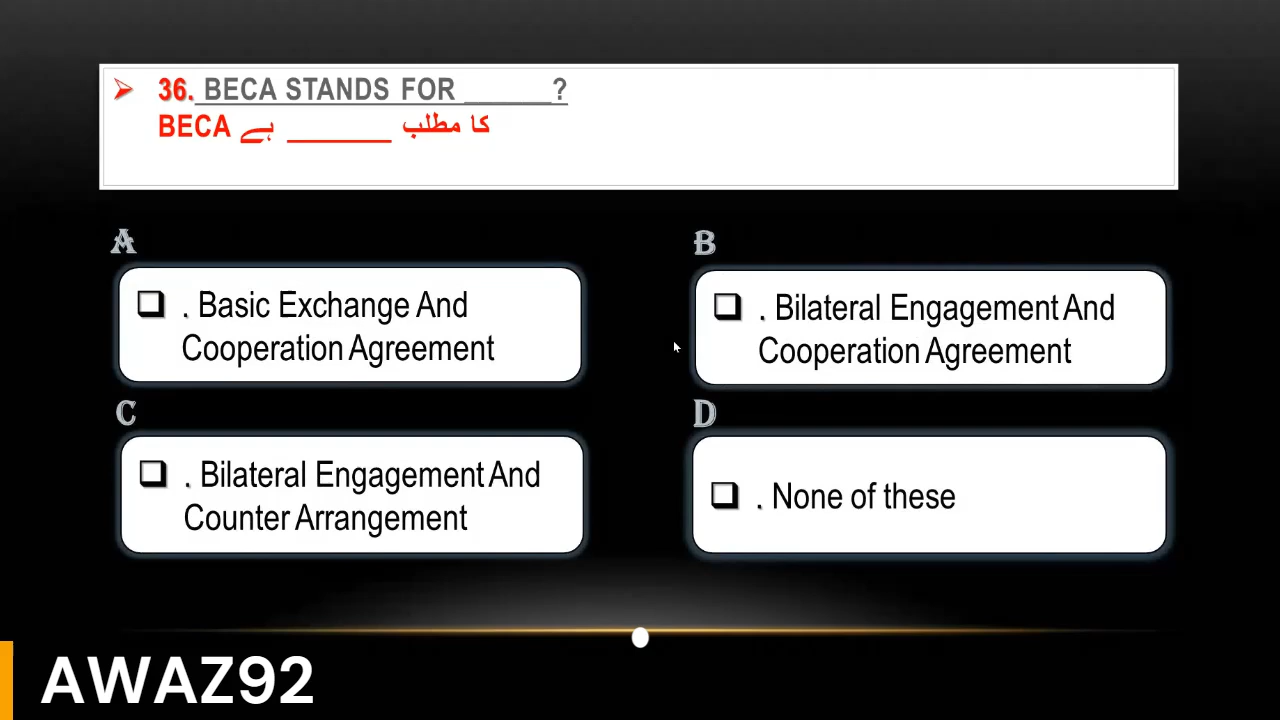 36. BECA STANDS FOR ______?
BECA کا مطلب _______ ہے
A
. Basic Exchange And
Cooperation Agreement
B
. Bilateral Engagement And
Cooperation Agreement
C
. Bilateral Engagement And
Counter Arrangement
D
. None of these
AWAZ92